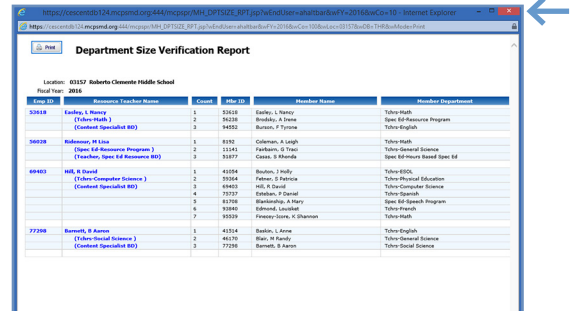 https://cescentdb124.mcpsmd.org:444/mcpspr/MH_DPTSIZE_RPT.jsp?wEndUser=ahaltbar&wFY=2016&wCo=10 - Internet Explorer
Print
Department Size Verification Report
Location: 03157 Roberto Clemente Middle School
Fiscal Year: 2016
Emp ID Resource Teacher Name Count Mbr ID Member Name Member Department
53618 Easley, L Nancy 1 53618 Easley, L Nancy Tchrs-Math
(Tchrs-Math ) 2 56238 Brodsky, A Irene Spec Ed-Resource Program
(Content Specialist BD) 3 94552 Burson, F Tyrone Tchrs-English
56028 Ridenour, M Lisa 1 8192 Coleman, A Leigh Tchrs-Math
(Spec Ed-Resource Program ) 2 11141 Fairbairn, G Traci Tchrs-General Science
(Teacher, Spec Ed Resource BD) 3 51877 Casas, S Rhonda Spec Ed-Hours Based Spec Ed
69403 Hill, R David 1 41054 Bouton, J Holly Tchrs-ESOL
(Tchrs-Computer Science ) 2 59364 Fetner, S Patricia Tchrs-Physical Education
(Content Specialist BD) 3 69403 Hill, R David Tchrs-Computer Science
4 75737 Esteban, P Daniel Tchrs-Spanish
5 81708 Blankinship, A Mary Spec Ed-Speech Program
6 93840 Edmond, Louisket Tchrs-French
7 95539 Finecey-Icore, K Shannon Tchrs-Math
77298 Barnett, B Aaron 1 41514 Baskin, L Anne Tchrs-English
(Tchrs-Social Science ) 2 46170 Blair, M Randy Tchrs-General Science
(Content Specialist BD) 3 77298 Barnett, B Aaron Tchrs-Social Science